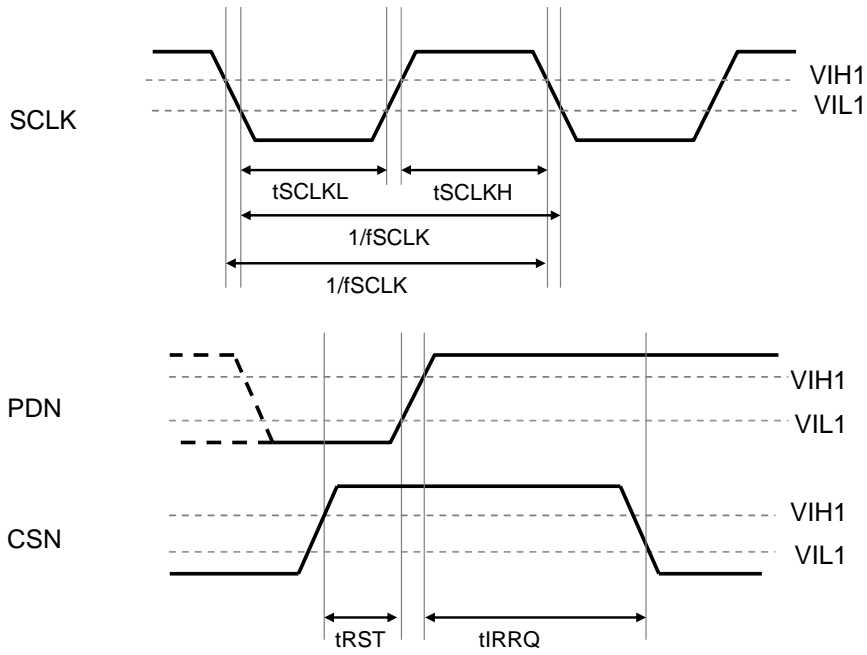 VIH1
VIL1
SCLK
tSCLKL
tSCLKH
1/fSCLK
1/fSCLK
VIH1
PDN
VIL1
VIH1
CSN
VIL1
tRST
tIRRQ